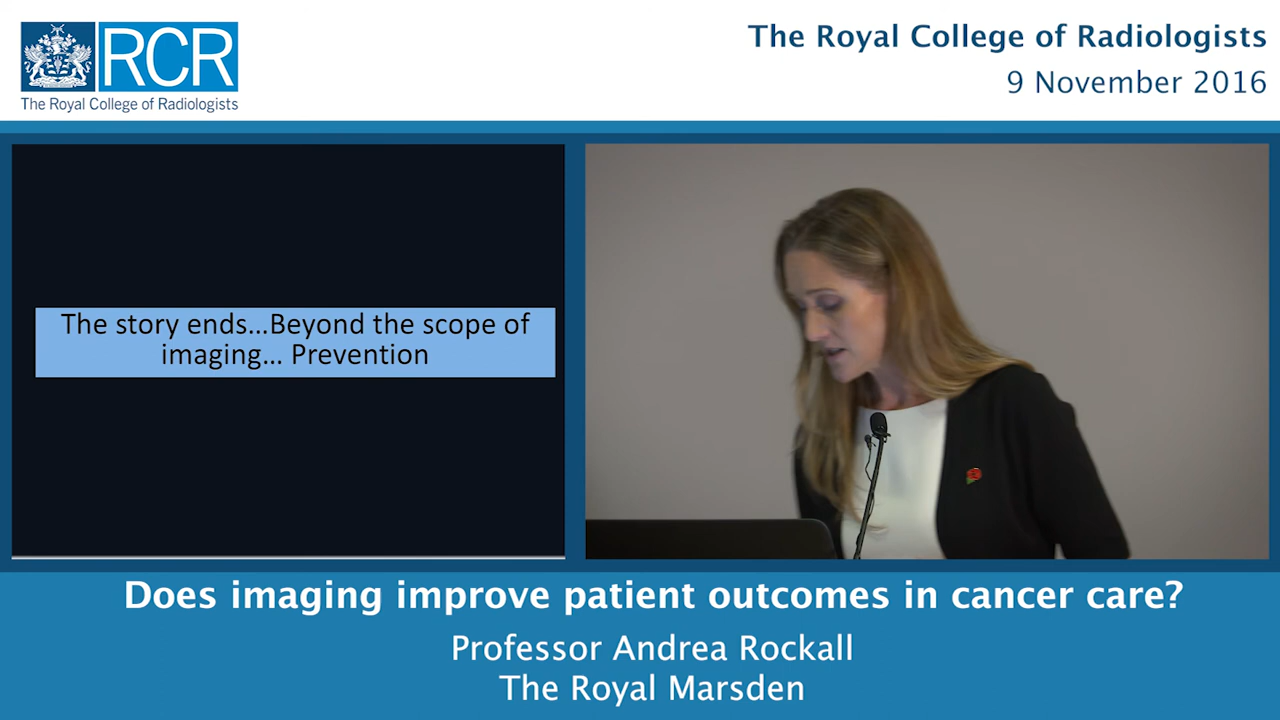 RCR
The Royal College of Radiologists
The Royal College of Radiologists
9 November 2016
The story ends...Beyond the scope of
imaging... Prevention
Does imaging improve patient outcomes in cancer care?
Professor Andrea Rockall
The Royal Marsden